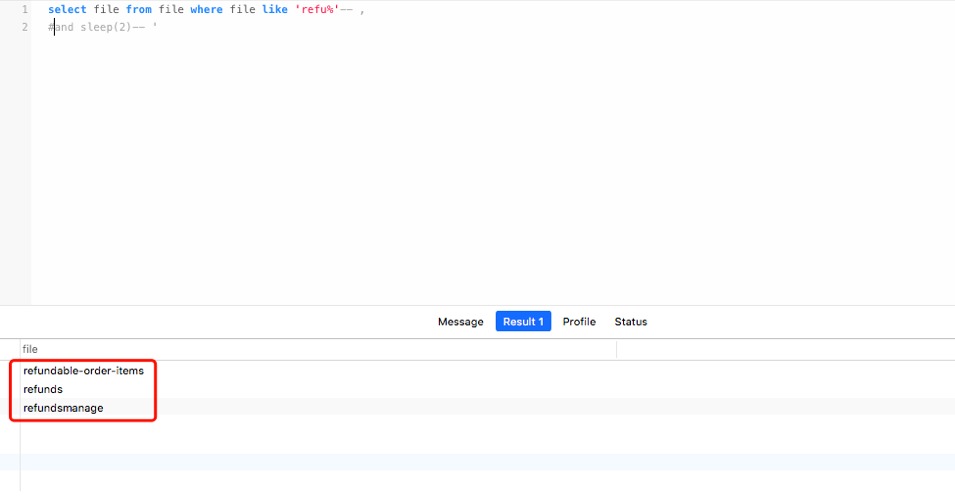 1 select file from file where file like 'refu%'-- ,
2 #and sleep(2)-- '
Message Result 1 Profile Status
file
refundable-order-items
refunds
refundsmanage